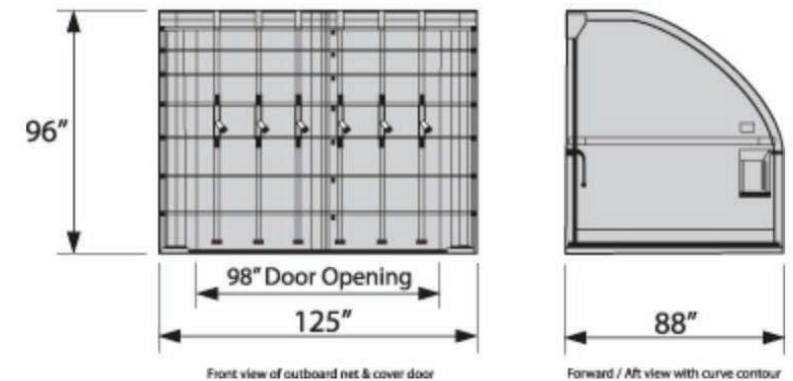 96”
98” Door Opening
125”
88”
Front view of outboard net & cover door
Forward / Aft view with curve contour